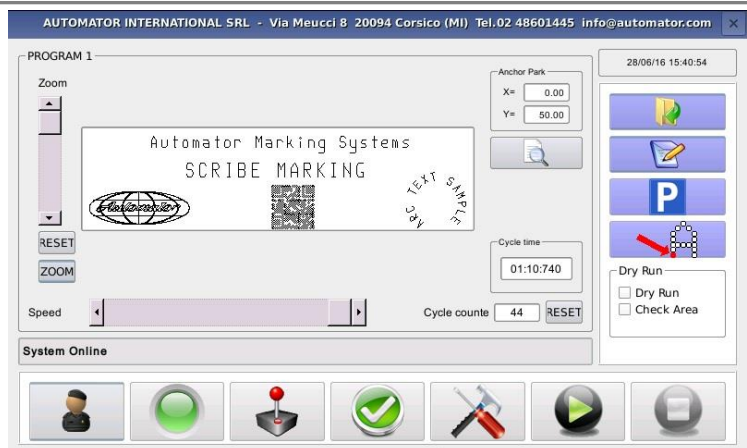 AUTOMATOR INTERNATIONAL SRL - Via Meucci 8 20094 Corsico (MI) Tel.02 48601445 info@automator.com
PROGRAM 1
28/06/16 15:40:54
Zoom
Anchor Park
X= 0.00
Y= 50.00
Automator Marking Systems
SCRIBE MARKING
Automator
ARC TEXT SAMPLE
P
A
RESET
ZOOM
Cycle time
01:10:740
Dry Run
Dry Run
Check Area
Speed
Cycle counte 44 RESET
System Online